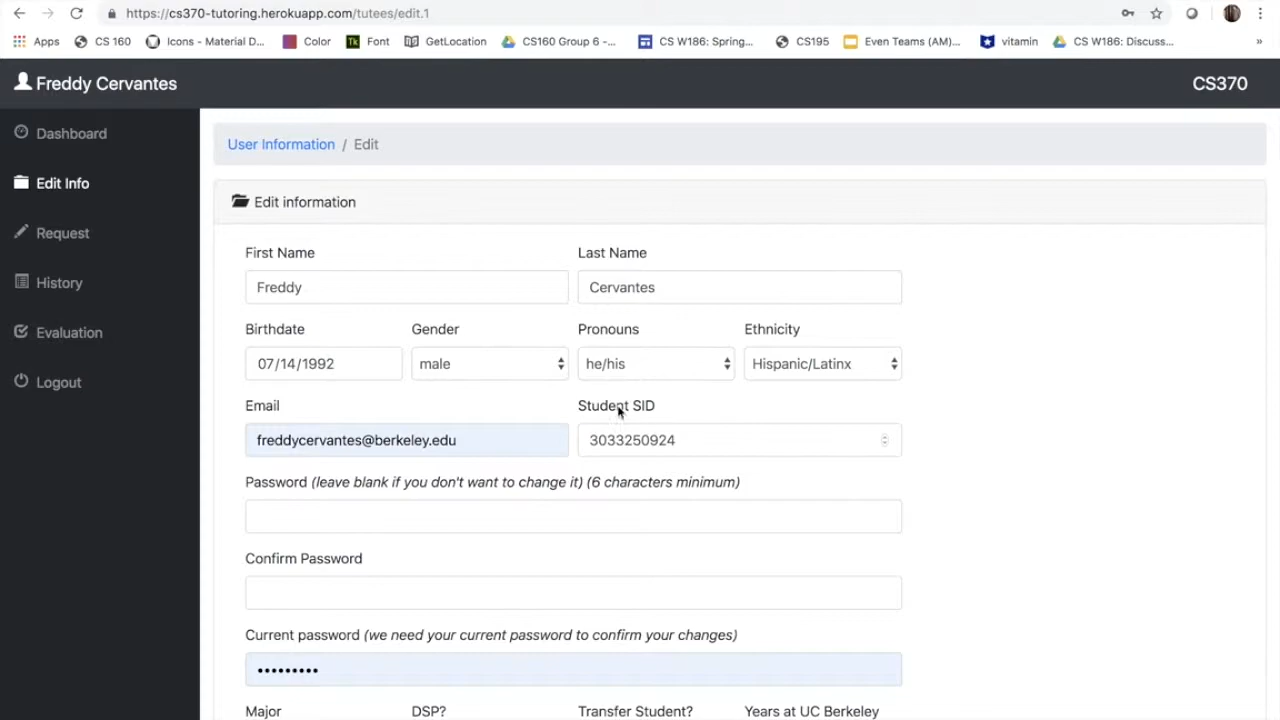 https://cs370-tutoring.herokuapp.com/tutees/edit.1
Apps CS 160 Icons - Material D... Color Tk Font GetLocation CS160 Group 6 -... CS W186: Spring... CS195 Even Teams (AM)... vitamin CS W186: Discuss... »
Freddy Cervantes CS370
Dashboard
User Information / Edit
Edit Info
Edit information
Request
First Name Last Name
History
Freddy Cervantes
Evaluation
Birthdate Gender Pronouns Ethnicity
07/14/1992 male he/his Hispanic/Latinx
Logout
Email Student SID
freddycervantes@berkeley.edu 3033250924
Password (leave blank if you don't want to change it) (6 characters minimum)
Confirm Password
Current password (we need your current password to confirm your changes)
•••••••••
Major DSP? Transfer Student? Years at UC Berkeley